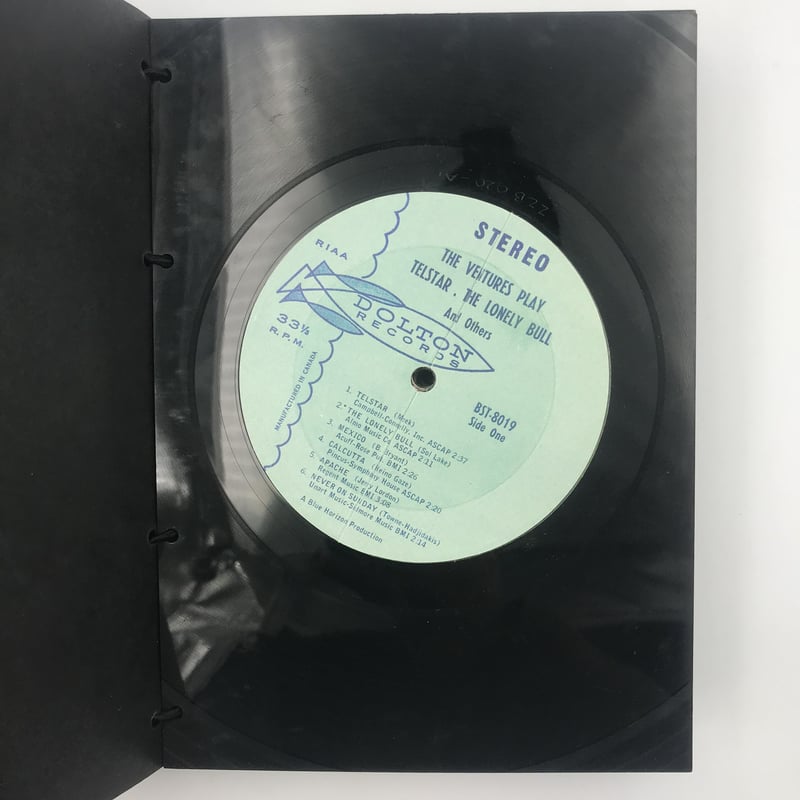 STEREO
THE VENTURES PLAY
TELSTAR . THE LONELY BULL
And Others
RIAA
DOLTON
RECORDS
33⅓
R.P.M.
MANUFACTURED IN CANADA
BST-8019
Side One
1. TELSTAR (Meek)
Campbell-Connelly, Inc. ASCAP 2:37
2. THE LONELY BULL (Sol Lake)
Almo Music Co. ASCAP 2:11
3. MEXICO (B. Bryant)
Acuff-Rose Pub. BMI 2:26
4. CALCUTTA (Heino Gaze)
Pincus-Symphony House ASCAP 2:20
5. APACHE (Jerry Lordon)
Regent Music BMI 3:08
6. NEVER ON SUNDAY (Towne-Hadjidakis)
Unart Music-Sidmore Music BMI 2:14
A Blue Horizon Production